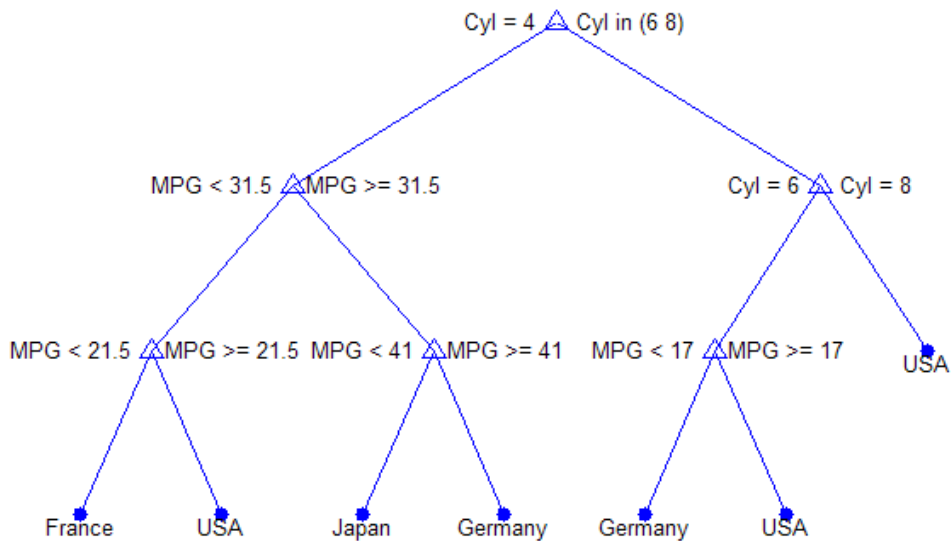 Cyl = 4 Cyl in (6 8)
MPG < 31.5 MPG >= 31.5 Cyl = 6 Cyl = 8
MPG < 21.5 MPG >= 21.5 MPG < 41 MPG >= 41 MPG < 17 MPG >= 17 USA
France USA Japan Germany Germany USA